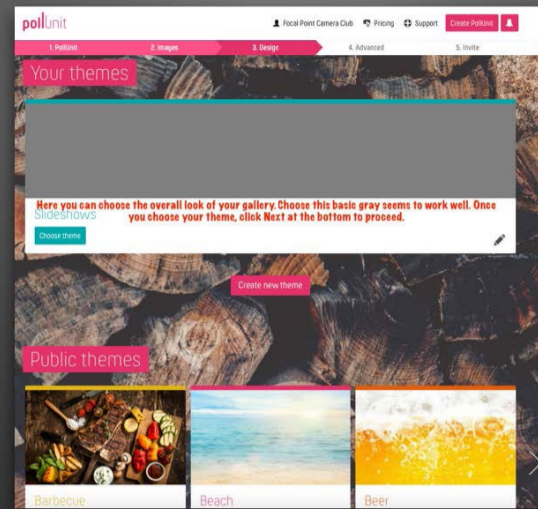 pollUnit
Focal Point Camera Club Pricing Support Create PollUnit
1. PollUnit 2. Images 3. Design 4. Advanced 5. Invite
Your themes
Here you can choose the overall look of your gallery. Choose this basic gray seems to work well. Once
you choose your theme, click Next at the bottom to proceed.
Slideshows
Choose theme
Create new theme
Public themes
Barbecue Beach Beer